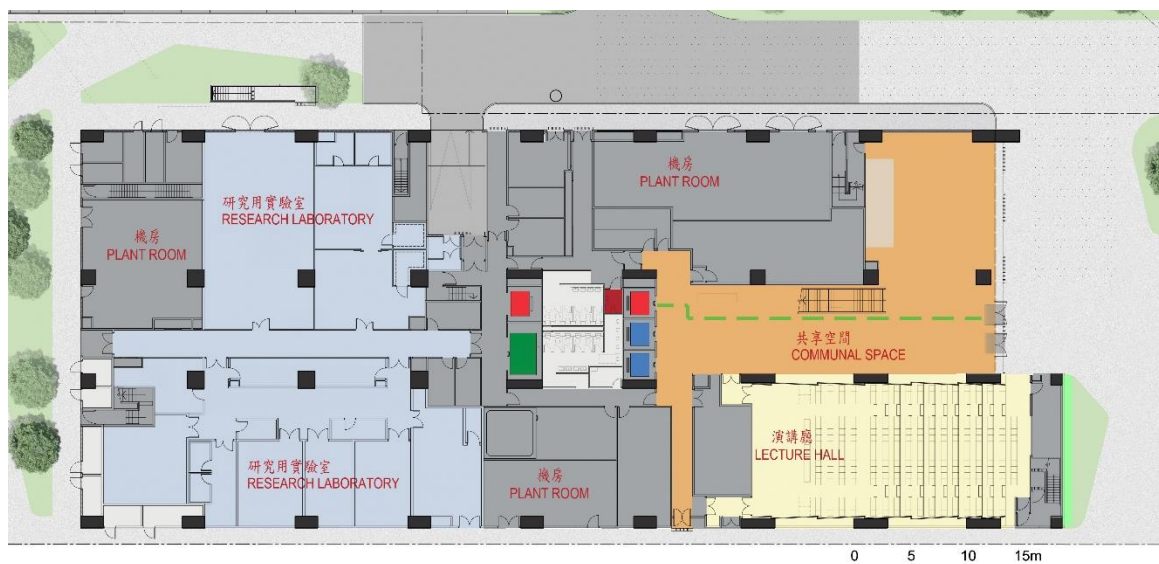 機房
PLANT ROOM
研究用實驗室
RESEARCH LABORATORY
機房
PLANT ROOM
共享空間
COMMUNAL SPACE
演講廳
LECTURE HALL
研究用實驗室
RESEARCH LABORATORY
機房
PLANT ROOM
0 5 10 15m